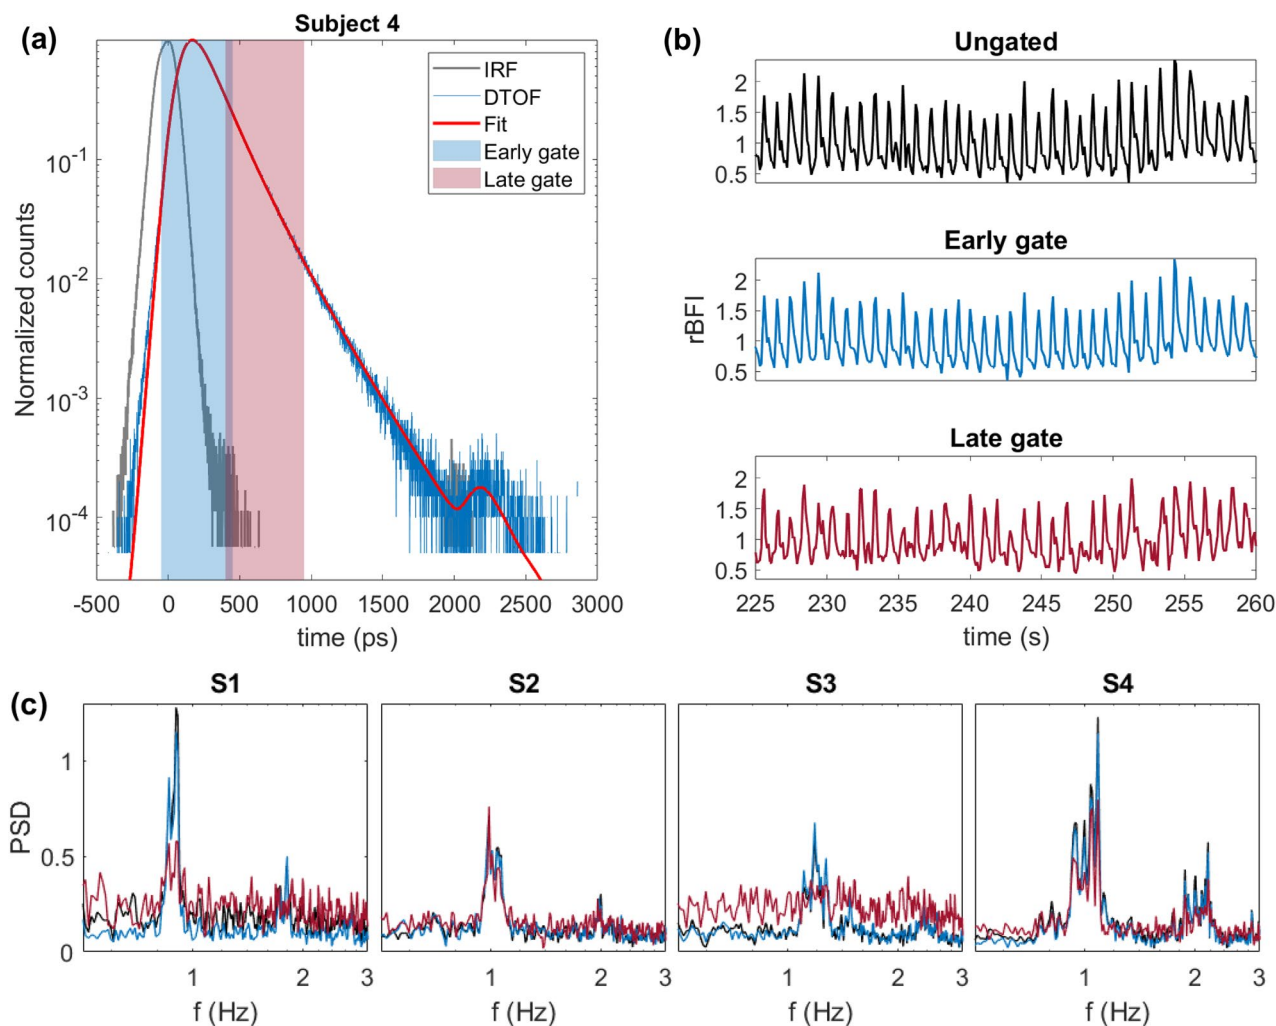 (a)
Subject 4
IRF
DTOF
Fit
Early gate
Late gate
Normalized counts
10-1
10-2
10-3
10-4
-500 0 500 1000 1500 2000 2500 3000
time (ps)
(b)
Ungated
2
1.5
1
0.5
Early gate
2
1.5
1
0.5
rBFI
Late gate
2
1.5
1
0.5
225 230 235 240 245 250 255 260
time (s)
(c)
S1 S2 S3 S4
PSD
1
0.5
0
1 2 3 1 2 3 1 2 3 1 2 3
f (Hz) f (Hz) f (Hz) f (Hz)